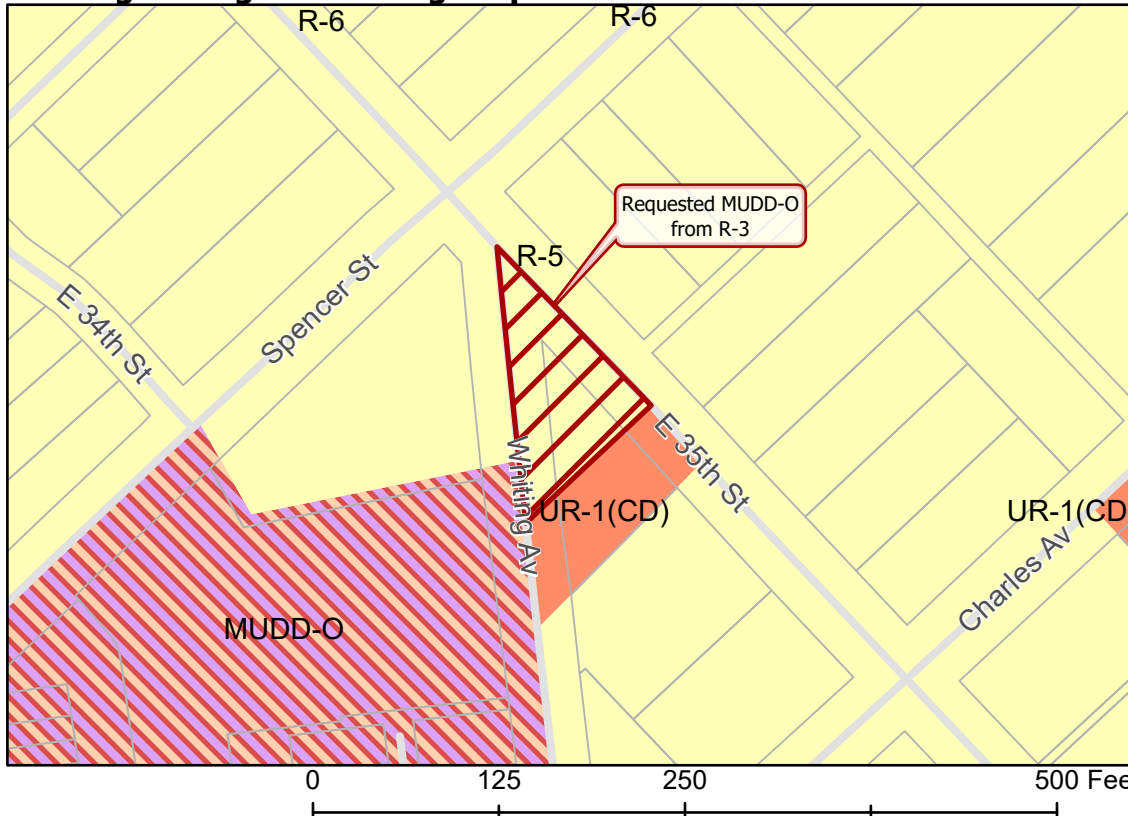 R-6
R-6
Requested MUDD-O
from R-3
R-5
E 34th St
Spencer St
Whiting Av
E 35th St
UR-1(CD)
UR-1(CD
Charles Av
MUDD-O
0
125
250
500 Fee